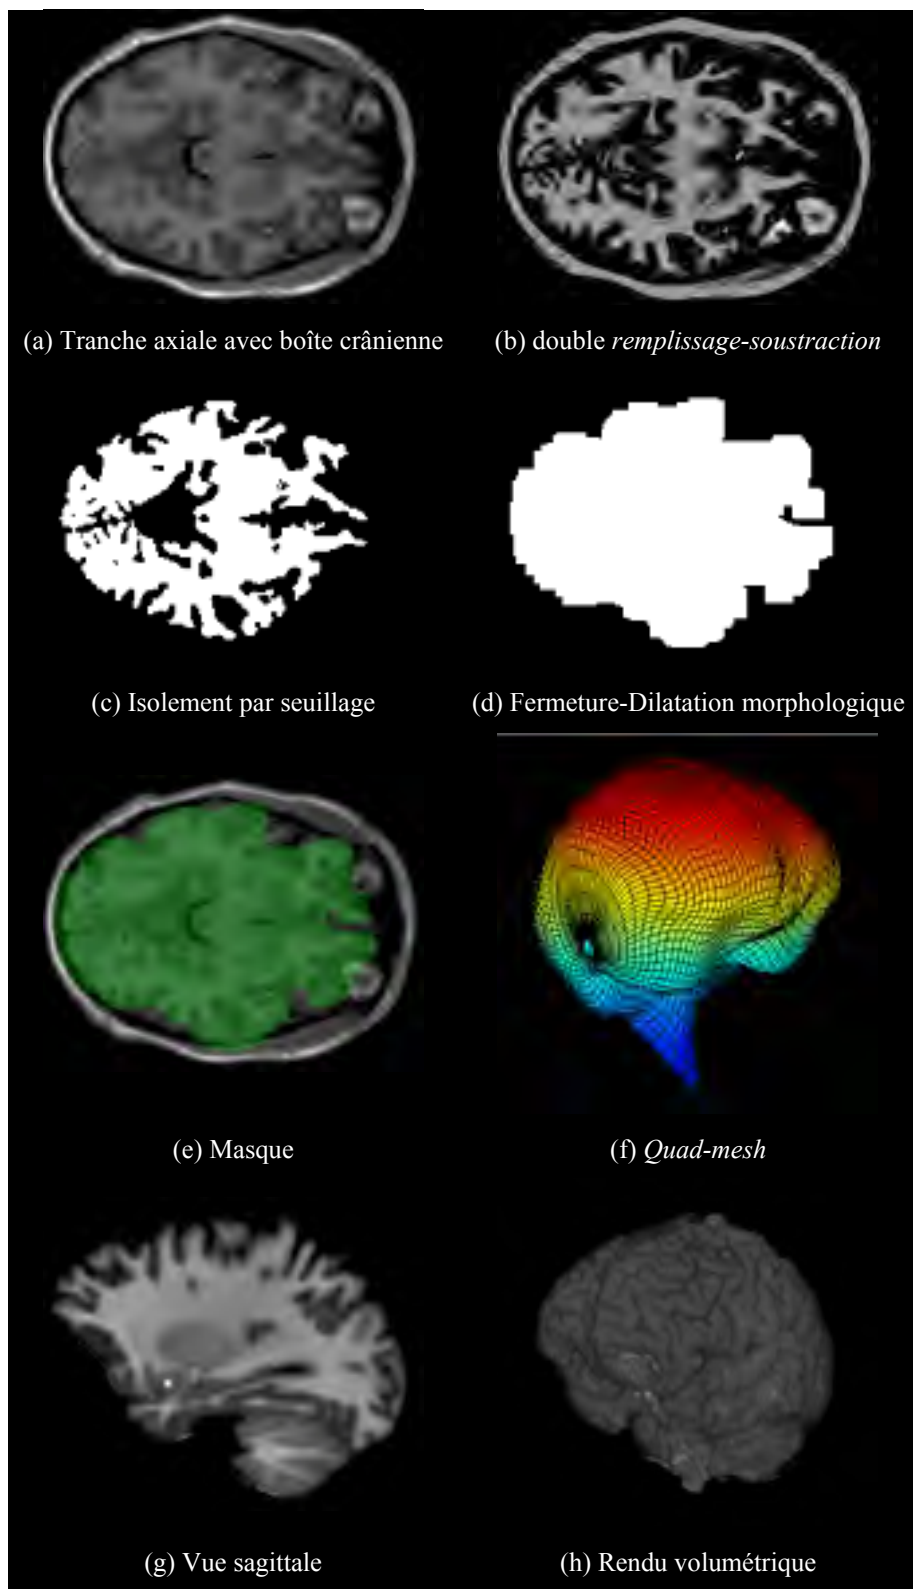 (a) Tranche axiale avec boîte crânienne
(b) double remplissage-soustraction
(c) Isolement par seuillage
(d) Fermeture-Dilatation morphologique
(e) Masque
(f) Quad-mesh
(g) Vue sagittale
(h) Rendu volumétrique